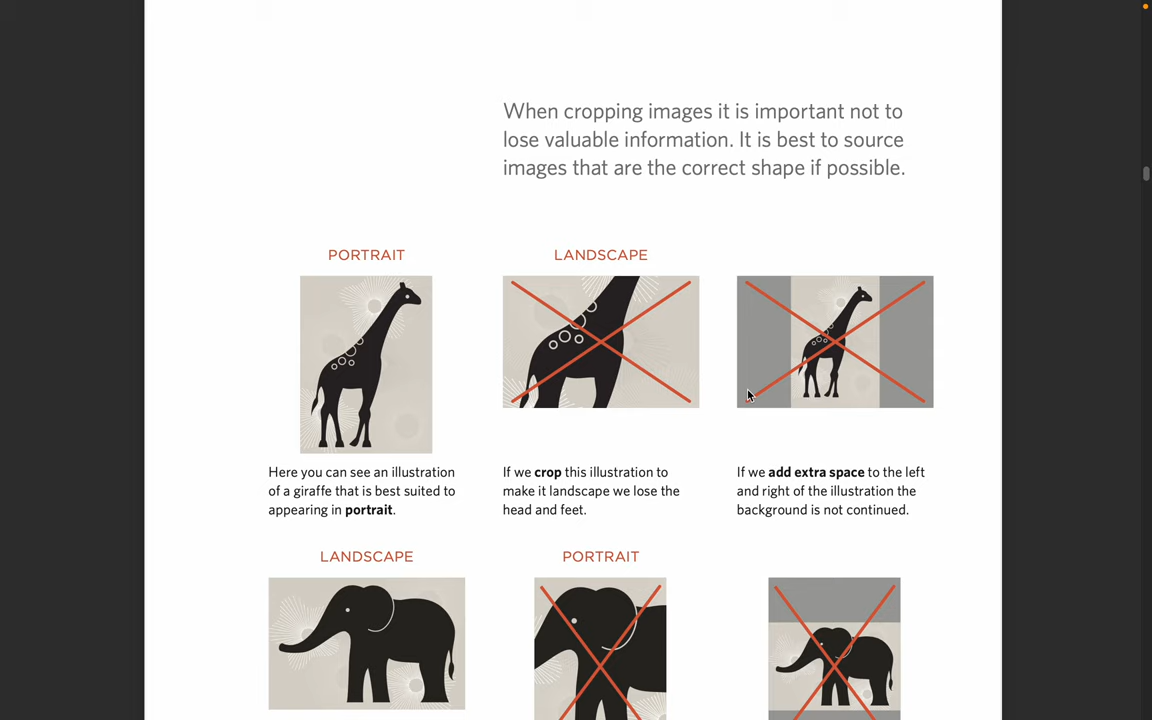 When cropping images it is important not to
lose valuable information. It is best to source
images that are the correct shape if possible.
PORTRAIT
LANDSCAPE
Here you can see an illustration
of a giraffe that is best suited to
appearing in portrait.
If we crop this illustration to
make it landscape we lose the
head and feet.
If we add extra space to the left
and right of the illustration the
background is not continued.
LANDSCAPE
PORTRAIT